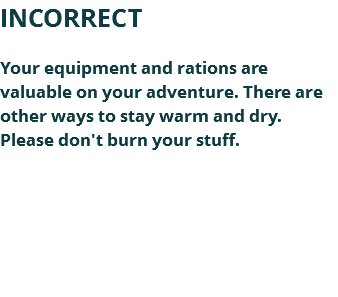 INCORRECT
Your equipment and rations are
valuable on your adventure. There are
other ways to stay warm and dry.
Please don't burn your stuff.